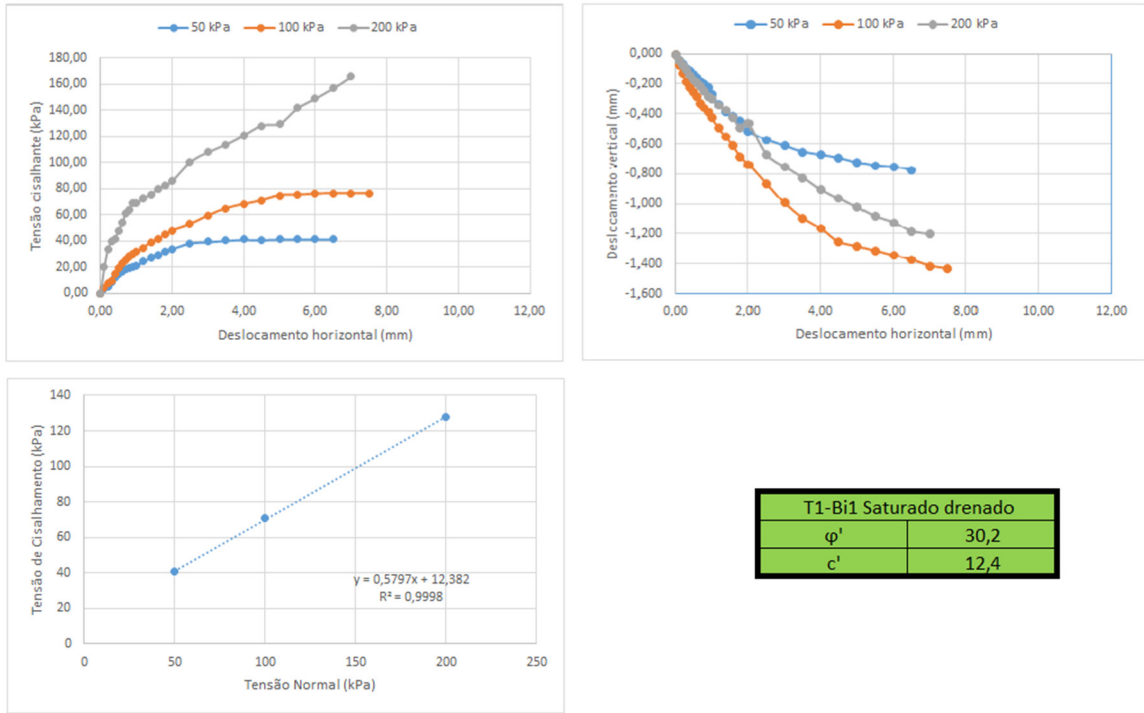 50 kPa 100 kPa 200 kPa
180,00
160,00
140,00
120,00
100,00
80,00
60,00
40,00
20,00
0,00
Tensão cisalhante (kPa)
0,00 2,00 4,00 6,00 8,00 10,00 12,00
Deslocamento horizontal (mm)
50 kPa 100 kPa 200 kPa
0,000
-0,200
-0,400
-0,600
-0,800
-1,000
-1,200
-1,400
-1,600
Desloccamento vertical (mm)
0,00 2,00 4,00 6,00 8,00 10,00 12,00
Deslocamento horizontal (mm)
140
120
100
80
60
40
20
0
Tensão de Cisalhamento (kPa)
y = 0,5797x + 12,382
R² = 0,9998
0 50 100 150 200 250
Tensão Normal (kPa)
T1-Bi1 Saturado drenado
φ' 30,2
c' 12,4